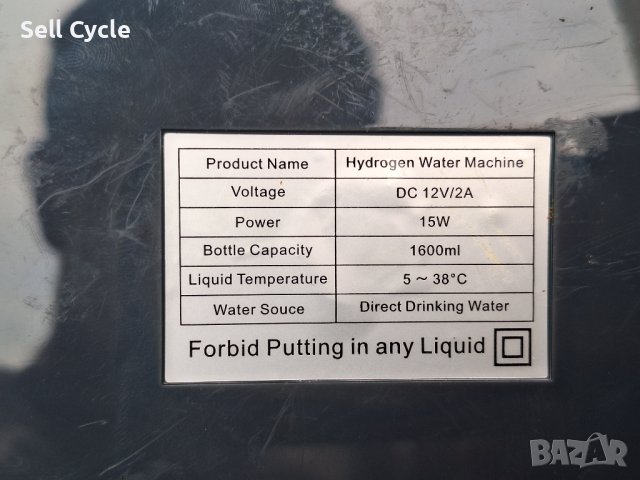 Sell Cycle
Product Name Hydrogen Water Machine
Voltage DC 12V/2A
Power 15W
Bottle Capacity 1600ml
Liquid Temperature 5 ~ 38°C
Water Souce Direct Drinking Water
Forbid Putting in any Liquid
BAZAR